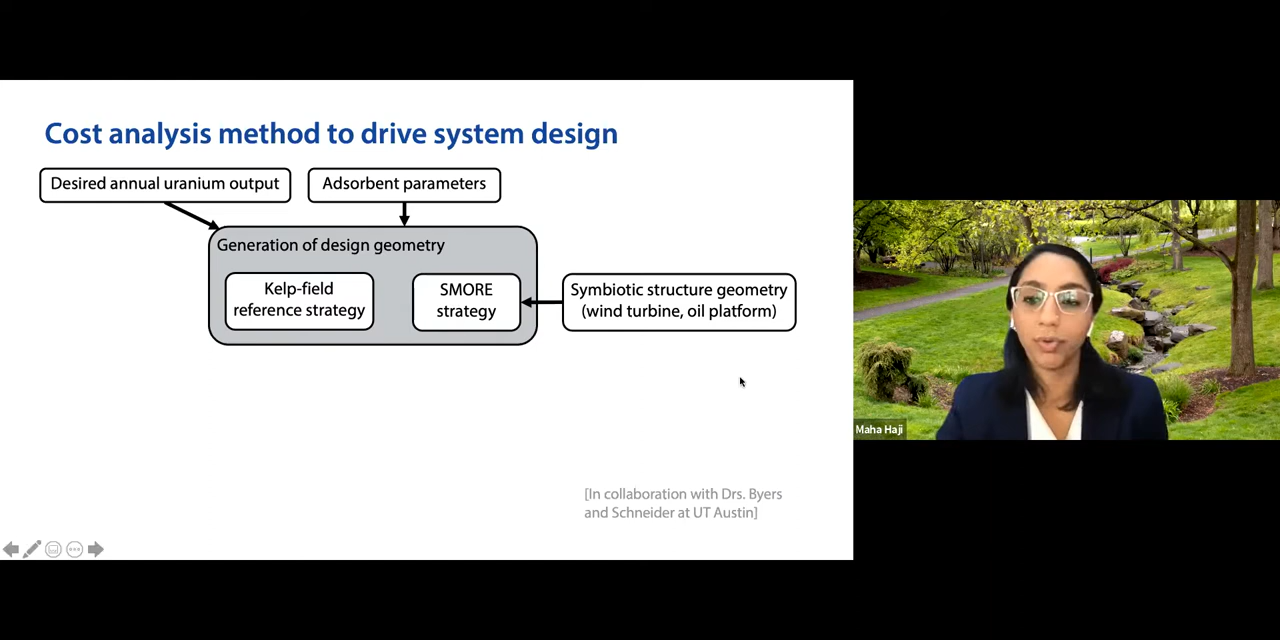 Cost analysis method to drive system design
Desired annual uranium output
Adsorbent parameters
Generation of design geometry
Kelp-field
reference strategy
SMORE
strategy
Symbiotic structure geometry
(wind turbine, oil platform)
[In collaboration with Drs. Byers
and Schneider at UT Austin]
Maha Haji